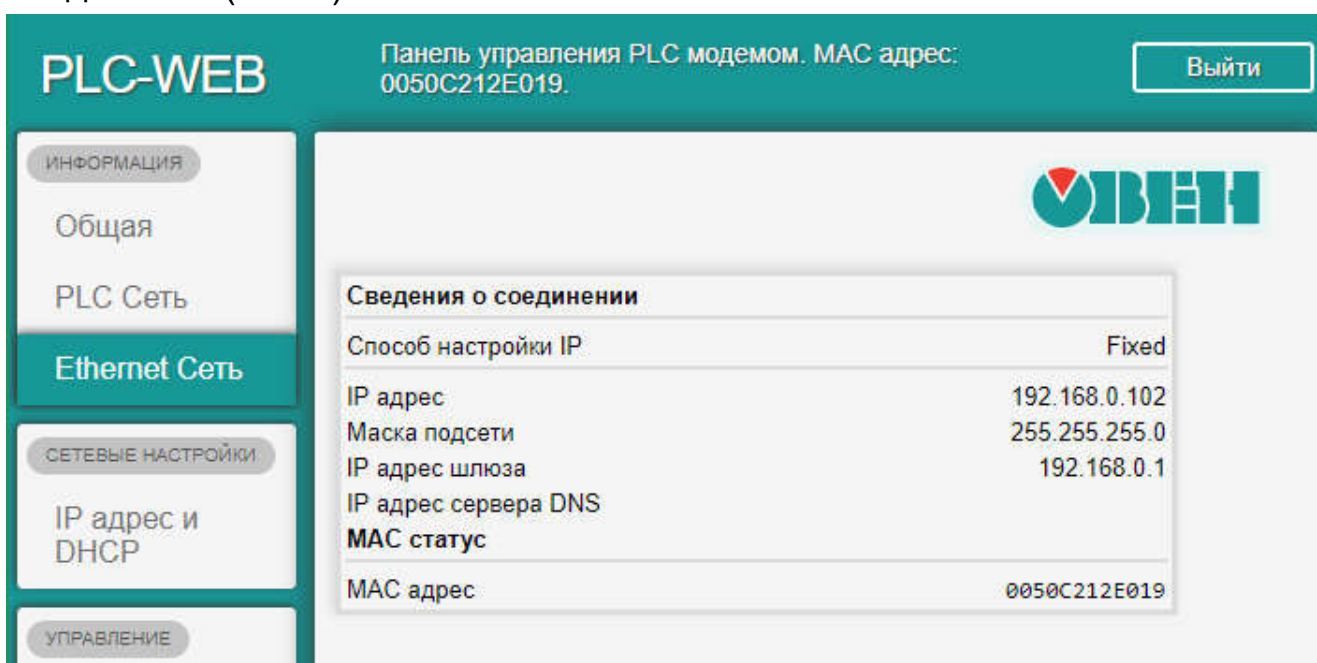 PLC-WEB
Панель управления PLC модемом. MAC адрес:
0050C212E019.
Выйти
ИНФОРМАЦИЯ
Общая
PLC Сеть
Ethernet Сеть
СЕТЕВЫЕ НАСТРОЙКИ
IP адрес и
DHCP
УПРАВЛЕНИЕ
ОВЕН
Сведения о соединении
Способ настройки IP Fixed
IP адрес 192.168.0.102
Маска подсети 255.255.255.0
IP адрес шлюза 192.168.0.1
IP адрес сервера DNS
MAC статус
MAC адрес 0050C212E019